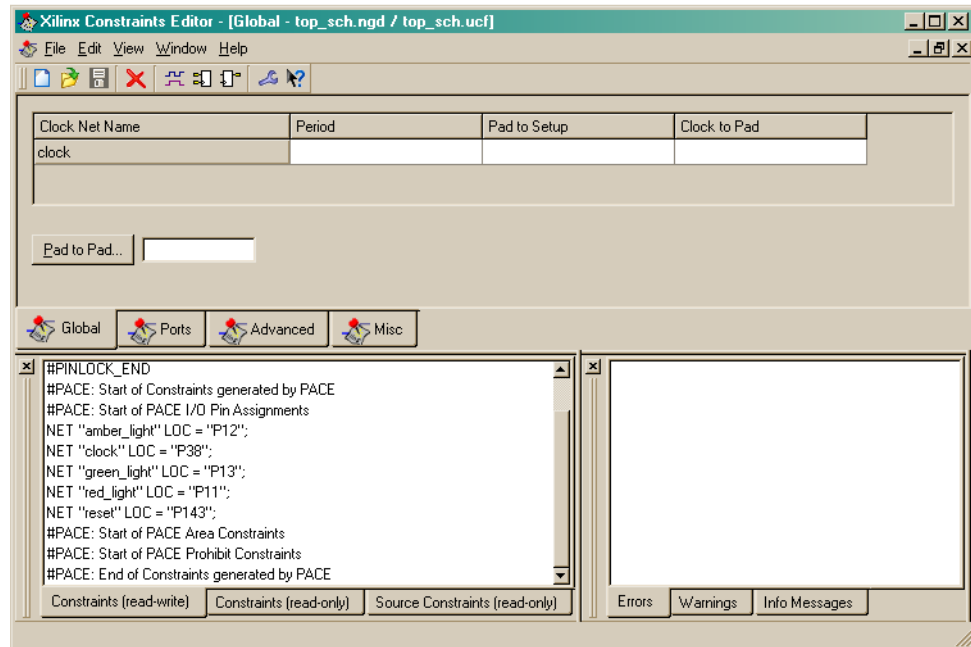 Xilinx Constraints Editor - [Global - top_sch.ngd / top_sch.ucf]
File Edit View Window Help
Clock Net Name Period Pad to Setup Clock to Pad
clock
Pad to Pad...
Global Ports Advanced Misc
#PINLOCK_END
#PACE: Start of Constraints generated by PACE
#PACE: Start of PACE I/O Pin Assignments
NET "amber_light" LOC = "P12";
NET "clock" LOC = "P38";
NET "green_light" LOC = "P13";
NET "red_light" LOC = "P11";
NET "reset" LOC = "P143";
#PACE: Start of PACE Area Constraints
#PACE: Start of PACE Prohibit Constraints
#PACE: End of Constraints generated by PACE
Constraints (read-write) Constraints (read-only) Source Constraints (read-only)
Errors Warnings Info Messages